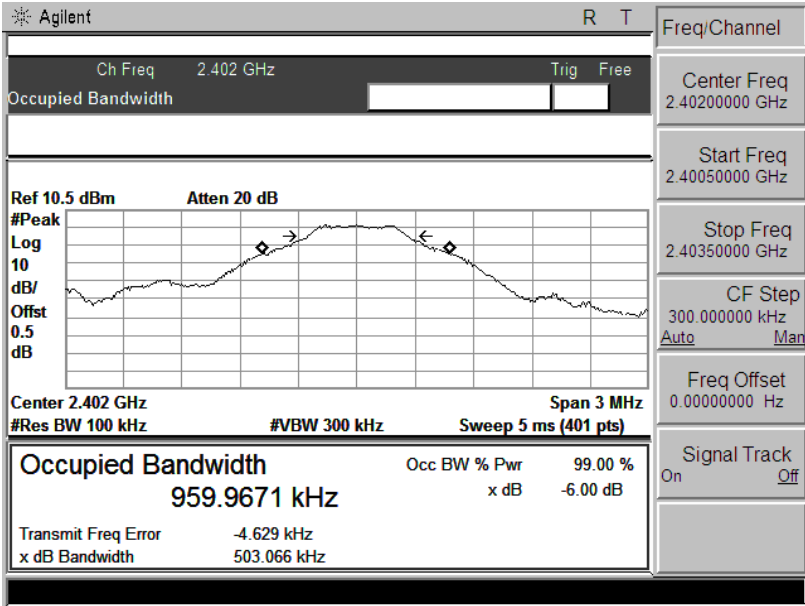 Agilent R T
Ch Freq 2.402 GHz Trig Free
Occupied Bandwidth
Ref 10.5 dBm Atten 20 dB
#Peak
Log
10
dB/
Offst
0.5
dB
Center 2.402 GHz Span 3 MHz
#Res BW 100 kHz #VBW 300 kHz Sweep 5 ms (401 pts)
Occupied Bandwidth Occ BW % Pwr 99.00 %
959.9671 kHz x dB -6.00 dB
Transmit Freq Error -4.629 kHz
x dB Bandwidth 503.066 kHz
Freq/Channel
Center Freq
2.40200000 GHz
Start Freq
2.40050000 GHz
Stop Freq
2.40350000 GHz
CF Step
300.000000 kHz
Auto Man
Freq Offset
0.00000000 Hz
Signal Track
On Off